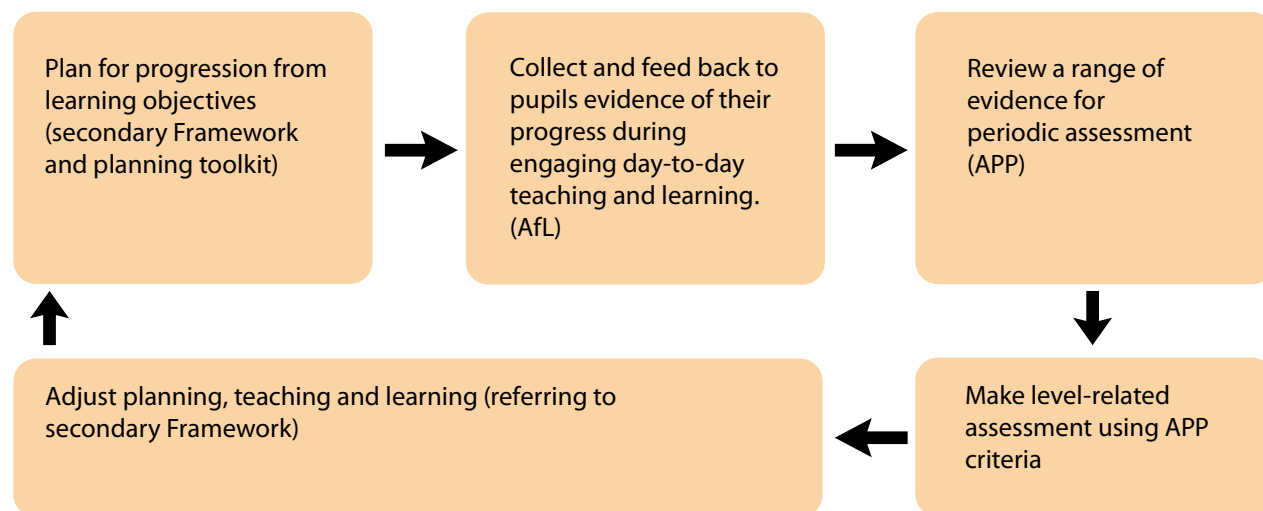 Plan for progression from
learning objectives
(secondary Framework
and planning toolkit)
Collect and feed back to
pupils evidence of their
progress during
engaging day-to-day
teaching and learning.
(AfL)
Review a range of
evidence for
periodic assessment
(APP)
Make level-related
assessment using APP
criteria
Adjust planning, teaching and learning (referring to
secondary Framework)